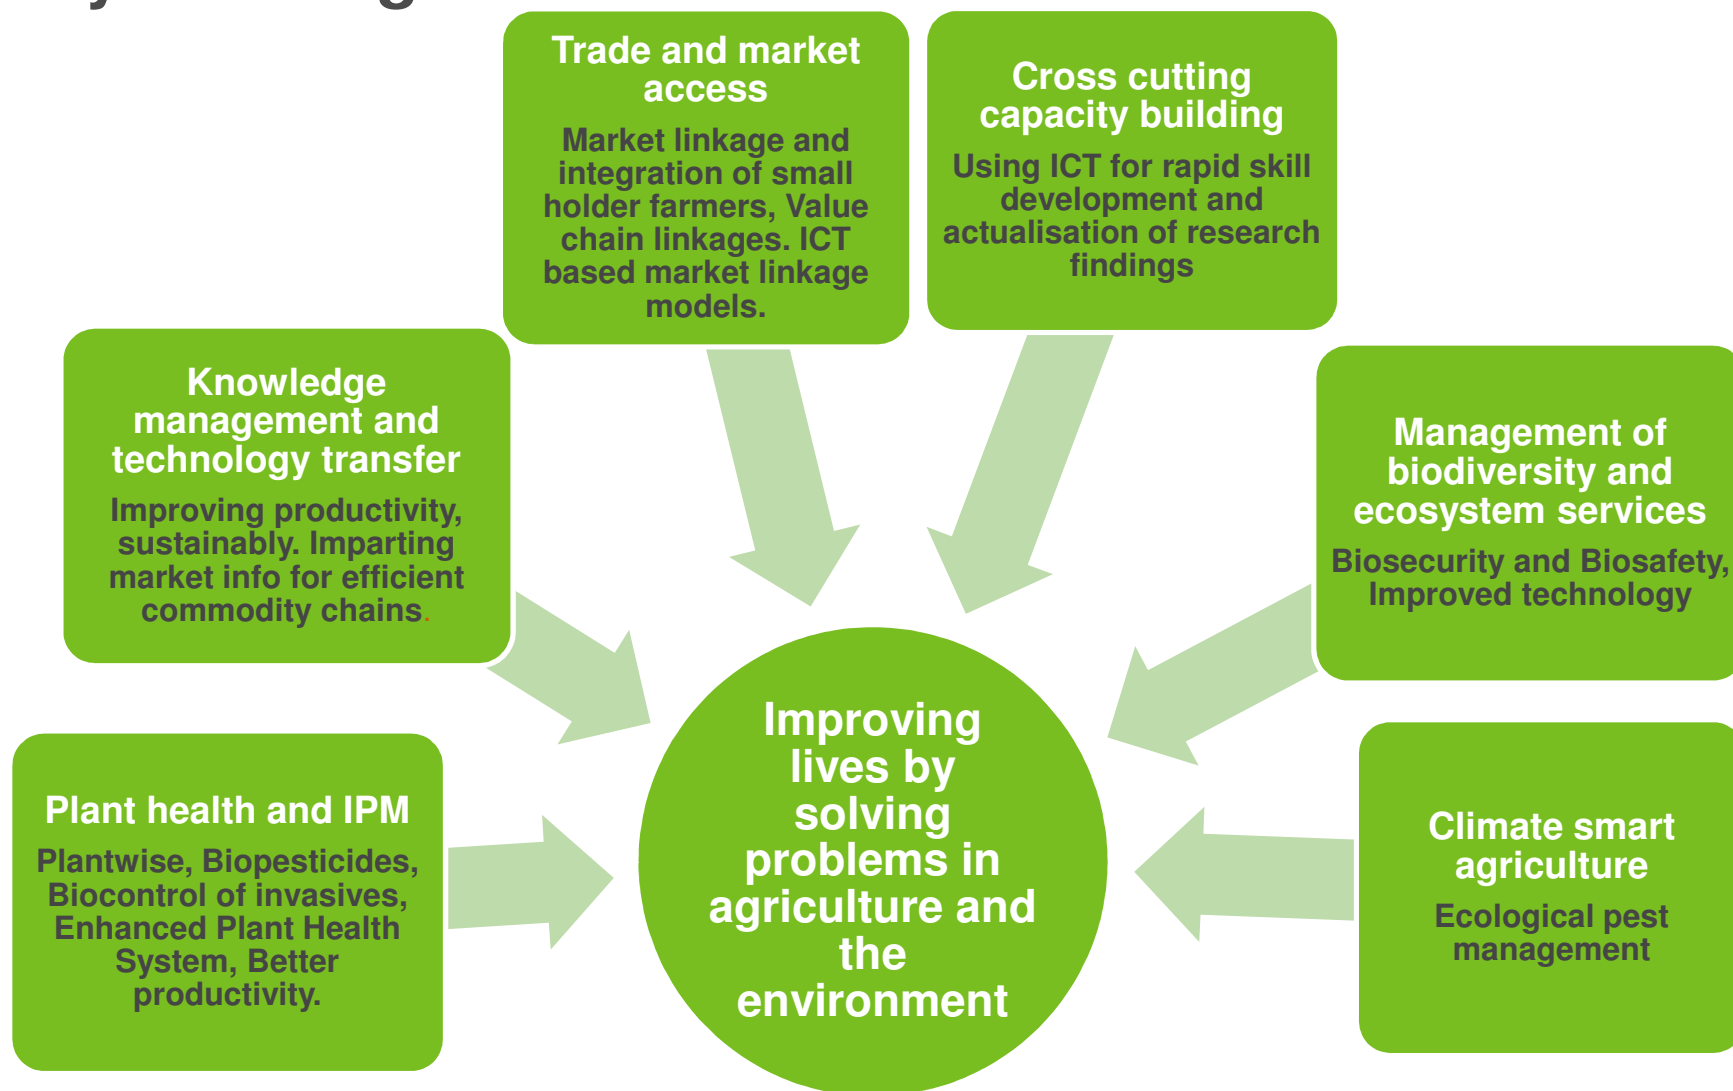 Trade and market
access
Market linkage and
integration of small
holder farmers, Value
chain linkages. ICT
based market linkage
models.
Cross cutting
capacity building
Using ICT for rapid skill
development and
actualisation of research
findings
Knowledge
management and
technology transfer
Improving productivity,
sustainably. Imparting
market info for efficient
commodity chains.
Management of
biodiversity and
ecosystem services
Biosecurity and Biosafety,
Improved technology
Plant health and IPM
Plantwise, Biopesticides,
Biocontrol of invasives,
Enhanced Plant Health
System, Better
productivity.
Improving
lives by
solving
problems in
agriculture and
the
environment
Climate smart
agriculture
Ecological pest
management